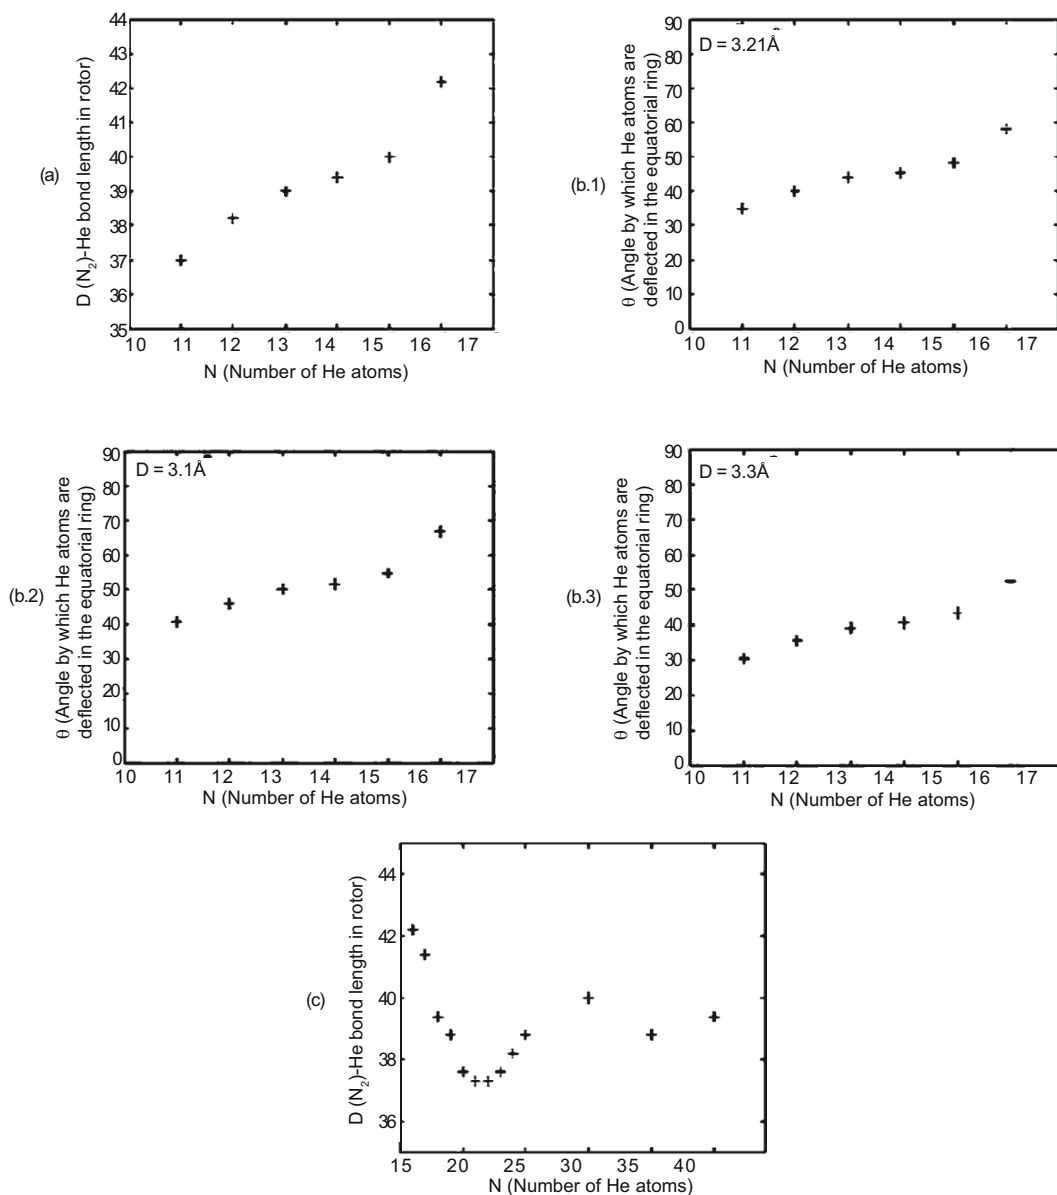 (a)
D (N2)-He bond length in rotor
44
43
42
41
40
39
38
37
36
35
10 11 12 13 14 15 16 17
N (Number of He atoms)
(b.1)
θ (Angle by which He atoms are
deflected in the equatorial ring)
D = 3.21Å
90
80
70
60
50
40
30
20
10
0
10 11 12 13 14 15 16 17
N (Number of He atoms)
(b.2)
θ (Angle by which He atoms are
deflected in the equatorial ring)
D = 3.1Å
90
80
70
60
50
40
30
20
10
0
10 11 12 13 14 15 16 17
N (Number of He atoms)
(b.3)
θ (Angle by which He atoms are
deflected in the equatorial ring)
D = 3.3Å
90
80
70
60
50
40
30
20
10
0
10 11 12 13 14 15 16 17
N (Number of He atoms)
(c)
D (N2)-He bond length in rotor
44
42
40
38
36
15 20 25 30 35 40
N (Number of He atoms)